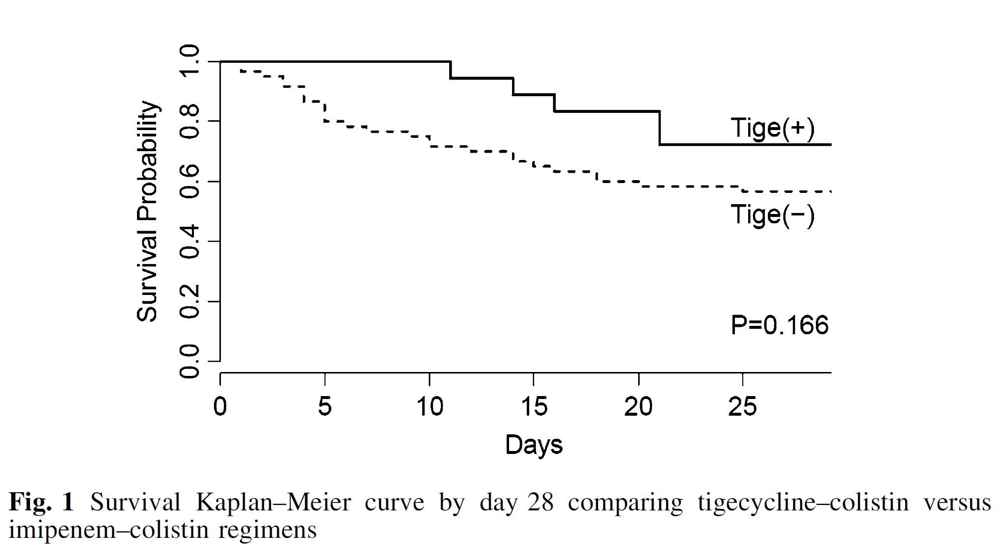 1.0
0.8
0.6
0.4
0.2
0.0
Survival Probability
Tige(+)
Tige(−)
P=0.166
0 5 10 15 20 25
Days
Fig. 1 Survival Kaplan–Meier curve by day 28 comparing tigecycline–colistin versus
imipenem–colistin regimens